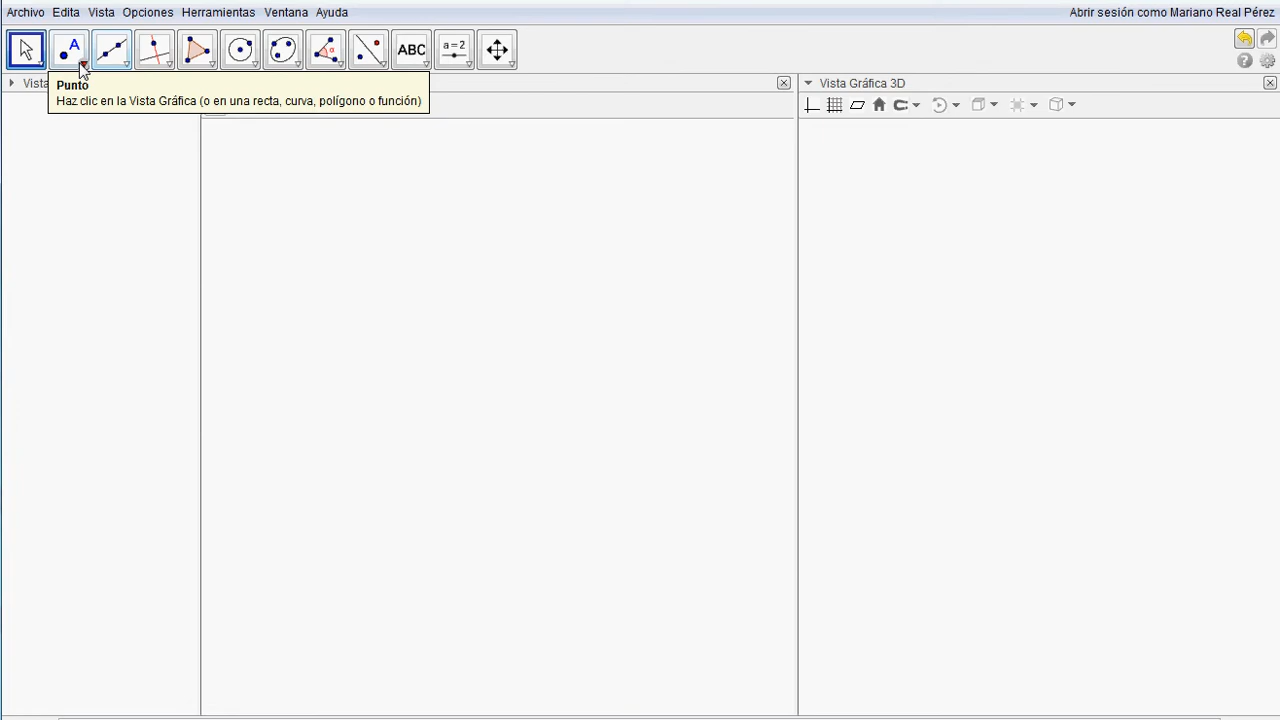 Archivo Edita Vista Opciones Herramientas Ventana Ayuda Abrir sesión como Mariano Real Pérez
A ABC a=2
Vista Vista Gráfica 3D
Punto
Haz clic en la Vista Gráfica (o en una recta, curva, polígono o función)